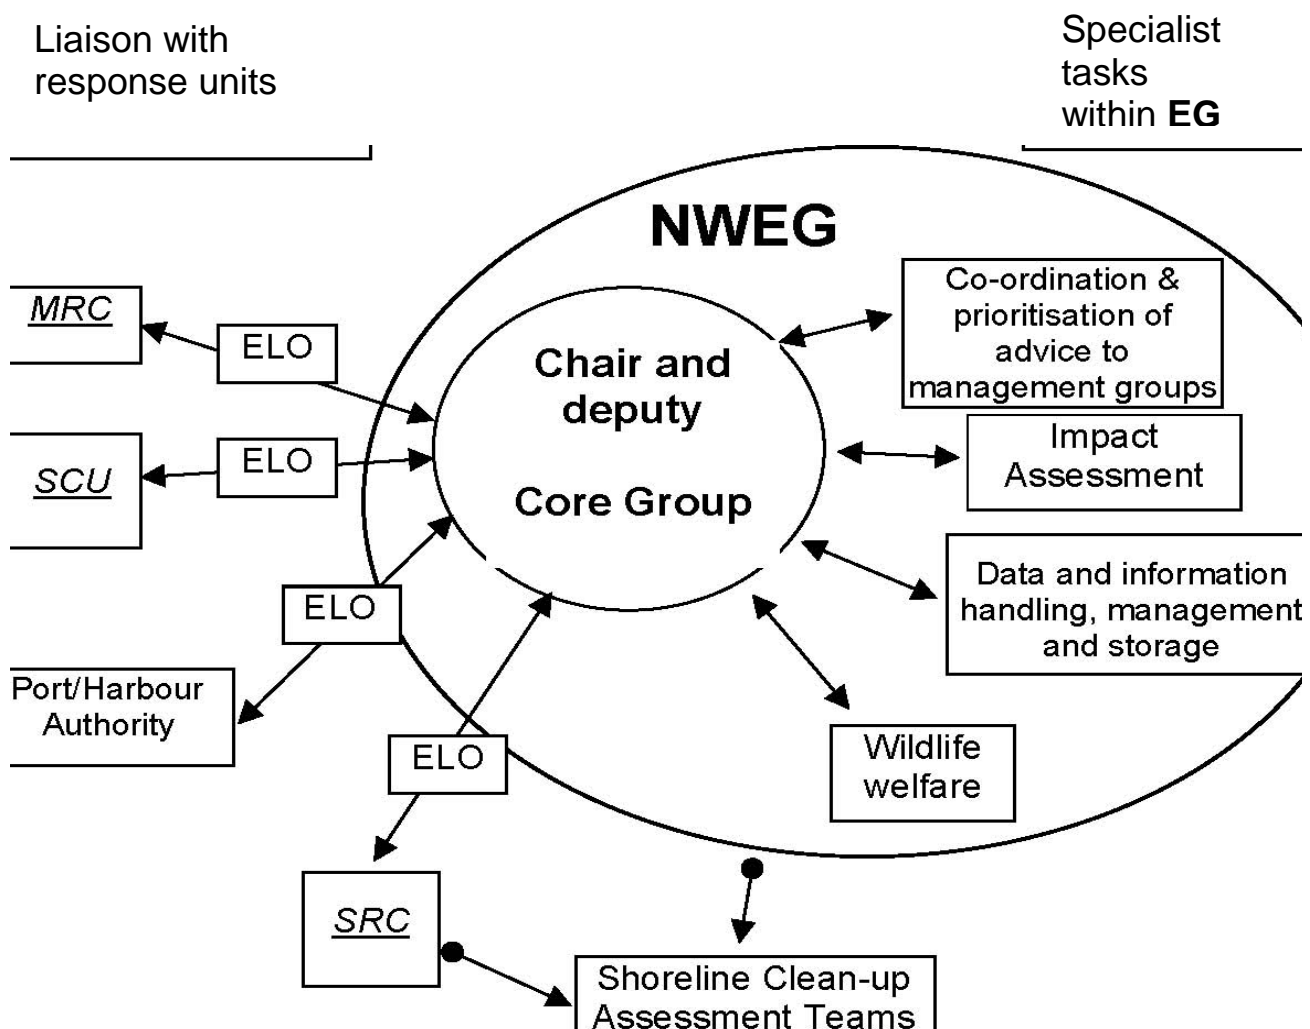 Liaison with
response units
Specialist
tasks
within EG
NWEG
MRC
ELO
Chair and
deputy
Core Group
Co-ordination &
prioritisation of
advice to
management groups
SCU
ELO
Impact
Assessment
ELO
Data and information
handling, management
and storage
Port/Harbour
Authority
ELO
Wildlife
welfare
SRC
Shoreline Clean-up
Assessment Teams